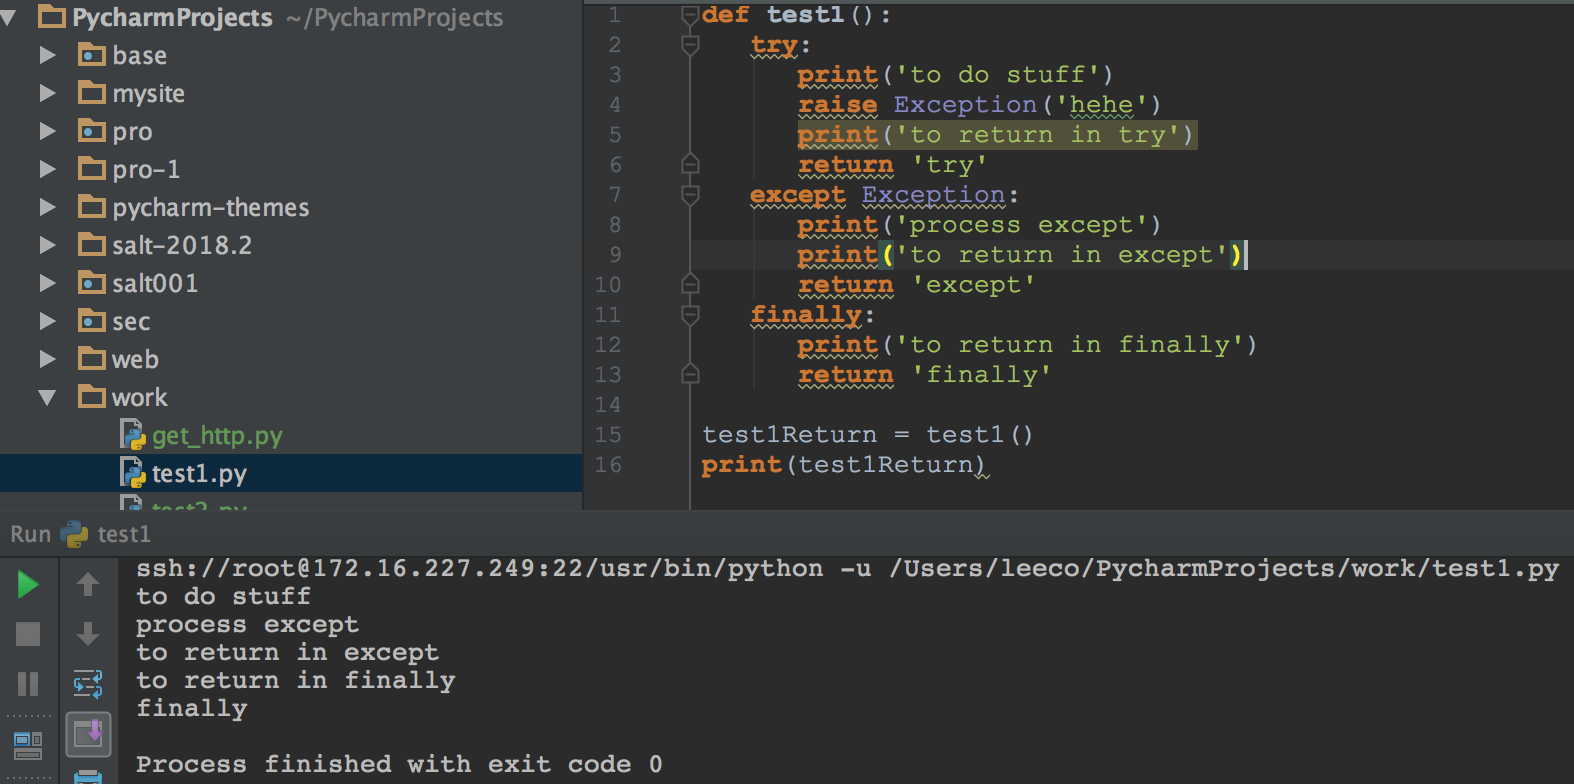 PycharmProjects ~/PycharmProjects
base
mysite
pro
pro-1
pycharm-themes
salt-2018.2
salt001
sec
web
work
get_http.py
test1.py
test2.py
1 def test1():
2 try:
3 print('to do stuff')
4 raise Exception('hehe')
5 print('to return in try')
6 return 'try'
7 except Exception:
8 print('process except')
9 print('to return in except')
10 return 'except'
11 finally:
12 print('to return in finally')
13 return 'finally'
14
15 test1Return = test1()
16 print(test1Return)
Run test1
ssh://root@172.16.227.249:22/usr/bin/python -u /Users/leeco/PycharmProjects/work/test1.py
to do stuff
process except
to return in except
to return in finally
finally
Process finished with exit code 0